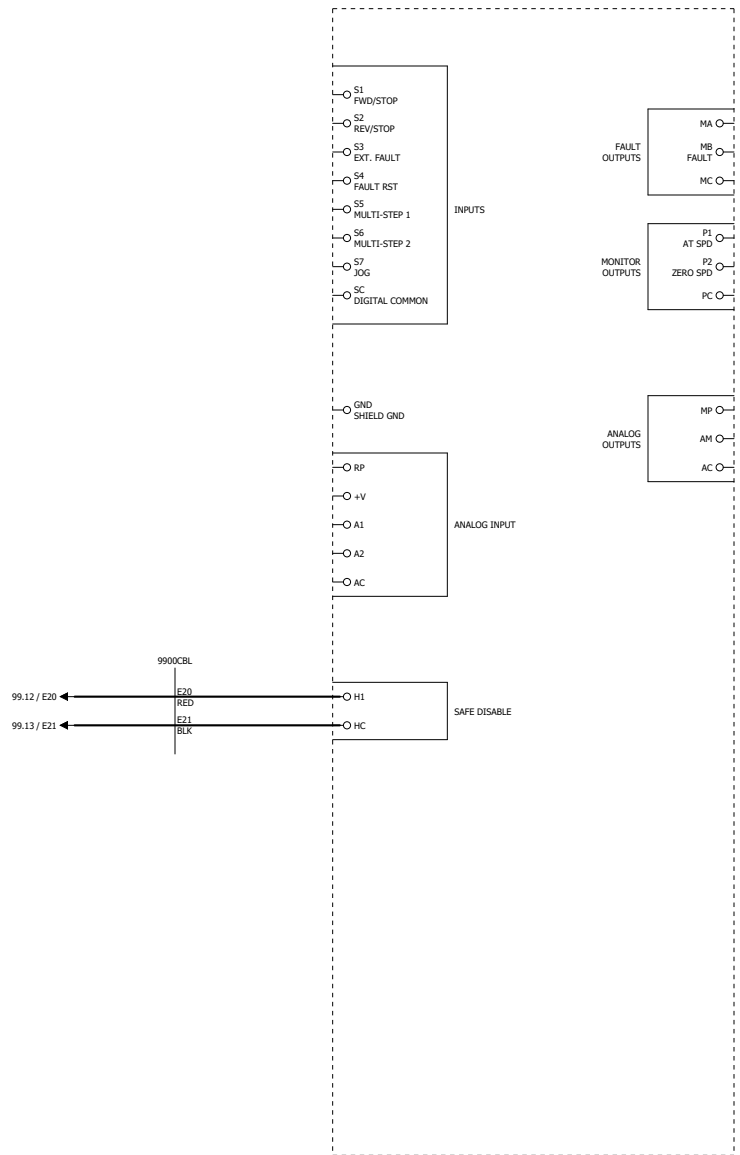 S1
FWD/STOP
S2
REV/STOP
S3
EXT. FAULT
S4
FAULT RST
S5
MULTI-STEP 1
S6
MULTI-STEP 2
S7
JOG
SC
DIGITAL COMMON
INPUTS
FAULT
OUTPUTS
MA
MB
FAULT
MC
MONITOR
OUTPUTS
P1
AT SPD
P2
ZERO SPD
PC
GND
SHIELD GND
ANALOG
OUTPUTS
MP
AM
AC
RP
+V
A1
A2
AC
ANALOG INPUT
9900CBL
99.12 / E20
E20
RED
H1
99.13 / E21
E21
BLK
HC
SAFE DISABLE